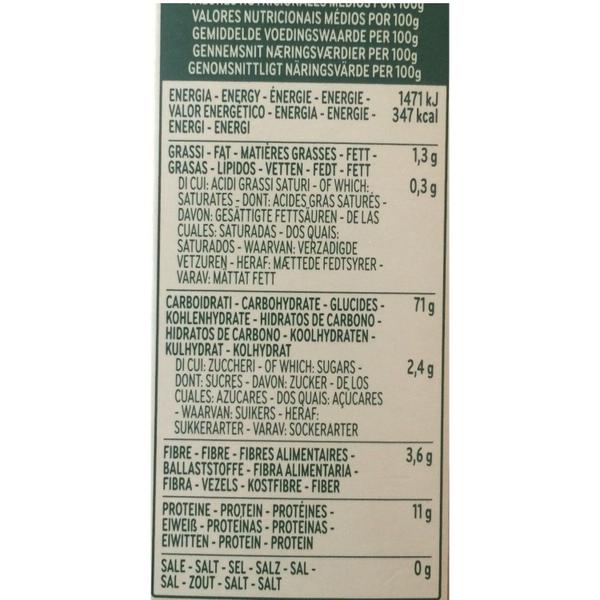 VALORES NUTRICIONALES MEDIOS POR 100g
VALORES NUTRICIONAIS MÉDIOS POR 100g
GEMIDDELDE VOEDINGSWAARDE PER 100g
GENNEMSNIT NÆRINGSVÆRDIER PER 100g
GENOMSNITTLIGT NÄRINGSVÄRDE PER 100g
ENERGIA - ENERGY - ÉNERGIE - ENERGIE - 1471 kJ
VALOR ENERGÉTICO - ENERGIA - ENERGIE - 347 kcal
ENERGI - ENERGI
GRASSI - FAT - MATIÈRES GRASSES - FETT - 1,3 g
GRASAS - LIPIDOS - VETTEN - FEDT - FETT
DI CUI: ACIDI GRASSI SATURI - OF WHICH: 0,3 g
SATURATES - DONT: ACIDES GRAS SATURÉS -
DAVON: GESÄTTIGTE FETTSÄUREN - DE LAS
CUALES: SATURADAS - DOS QUAIS:
SATURADOS - WAARVAN: VERZADIGDE
VETZUREN - HERAF: MÆTTEDE FEDTSYRER -
VARAV: MÄTTAT FETT
CARBOIDRATI - CARBOHYDRATE - GLUCIDES - 71 g
KOHLENHYDRATE - HIDRATOS DE CARBONO -
HIDRATOS DE CARBONO - KOOLHYDRATEN -
KULHYDRAT - KOLHYDRAT
DI CUI: ZUCCHERI - OF WHICH: SUGARS - 2,4 g
DONT: SUCRES - DAVON: ZUCKER - DE LOS
CUALES: AZÚCARES - DOS QUAIS: AÇÚCARES
- WAARVAN: SUIKERS - HERAF:
SUKKERARTER - VARAV: SOCKERARTER
FIBRE - FIBRE - FIBRES ALIMENTAIRES - 3,6 g
BALLASTSTOFFE - FIBRA ALIMENTARIA -
FIBRA - VEZELS - KOSTFIBRE - FIBER
PROTEINE - PROTEIN - PROTÉINES - 11 g
EIWEIß - PROTEÍNAS - PROTEÍNAS -
EIWITTEN - PROTEIN - PROTEIN
SALE - SALT - SEL - SALZ - SAL - 0 g
SAL - ZOUT - SALT - SALT